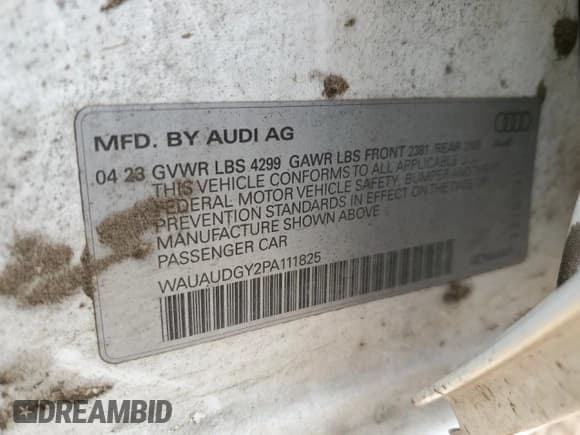 MFD. BY AUDI AG
04 23 GVWR LBS 4299 GAWR LBS FRONT 2381 REAR
THIS VEHICLE CONFORMS TO ALL APPLICABLE
FEDERAL MOTOR VEHICLE SAFETY, BUMPER AND THEFT
PREVENTION STANDARDS IN EFFECT ON THE DATE OF
MANUFACTURE SHOWN ABOVE
PASSENGER CAR
WAUAUDGY2PA111825
Audi
DREAMBID